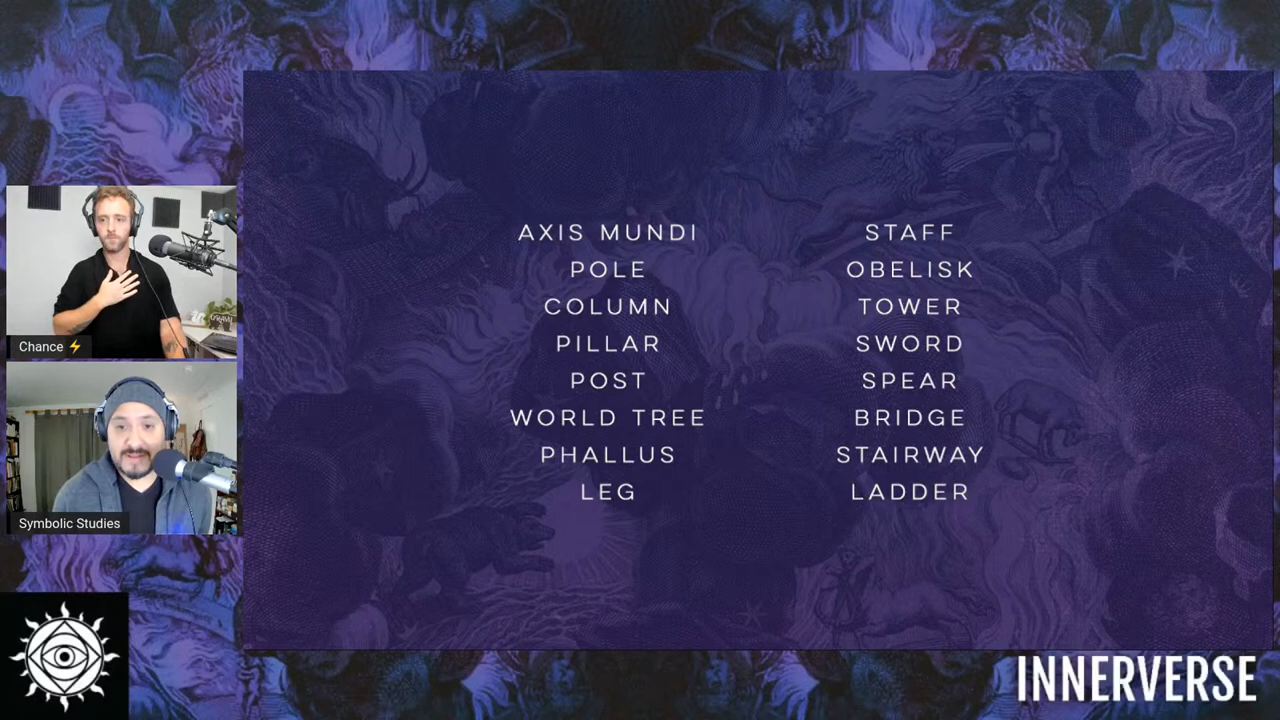 AXIS MUNDI
POLE
COLUMN
PILLAR
POST
WORLD TREE
PHALLUS
LEG
STAFF
OBELISK
TOWER
SWORD
SPEAR
BRIDGE
STAIRWAY
LADDER
Chance ⚡
Symbolic Studies
INNERVERSE